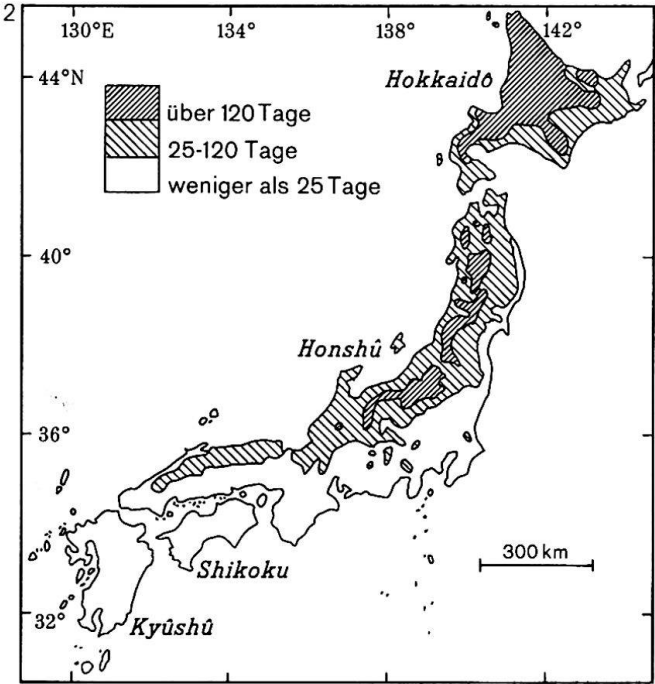 2
130°E 134° 138° 142°
44°N
Hokkaidô
über 120 Tage
25-120 Tage
weniger als 25 Tage
40°
Honshû
36°
300 km
Shikoku
32°
Kyûshû